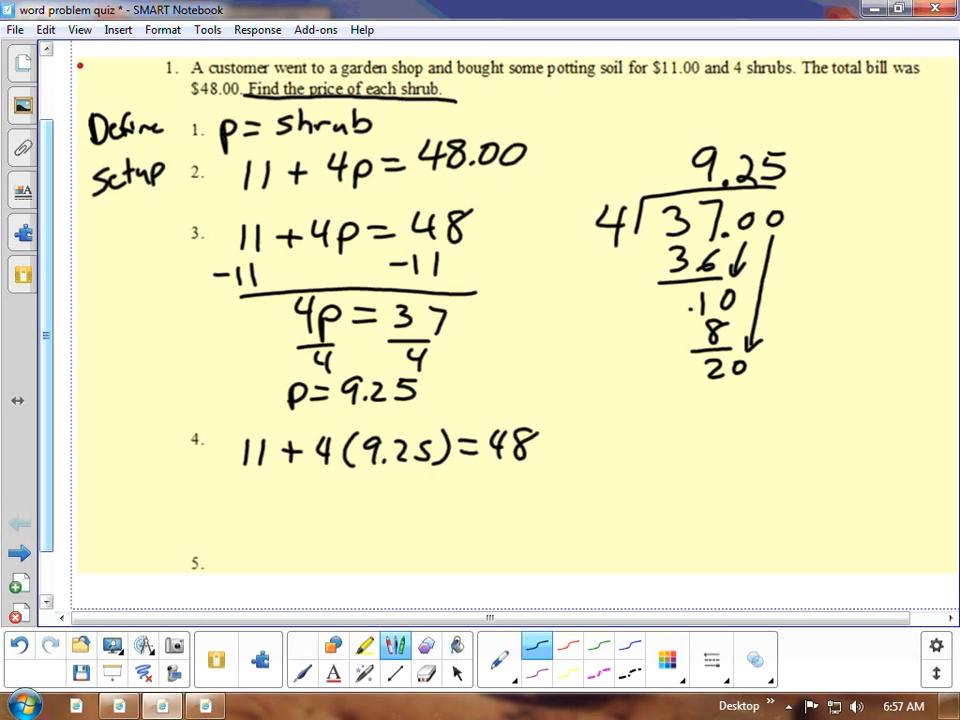 word problem quiz * - SMART Notebook
File Edit View Insert Format Tools Response Add-ons Help
1. A customer went to a garden shop and bought some potting soil for $11.00 and 4 shrubs. The total bill was
$48.00. Find the price of each shrub.
Define 1. p = shrub
Setup 2. 11 + 4p = 48.00
3. 11 + 4p = 48
-11 -11
4p = 37
4 4
p = 9.25
4. 11 + 4(9.25) = 48
5.
9.25
4 37.00
36
.10
8
20
Desktop » 6:57 AM